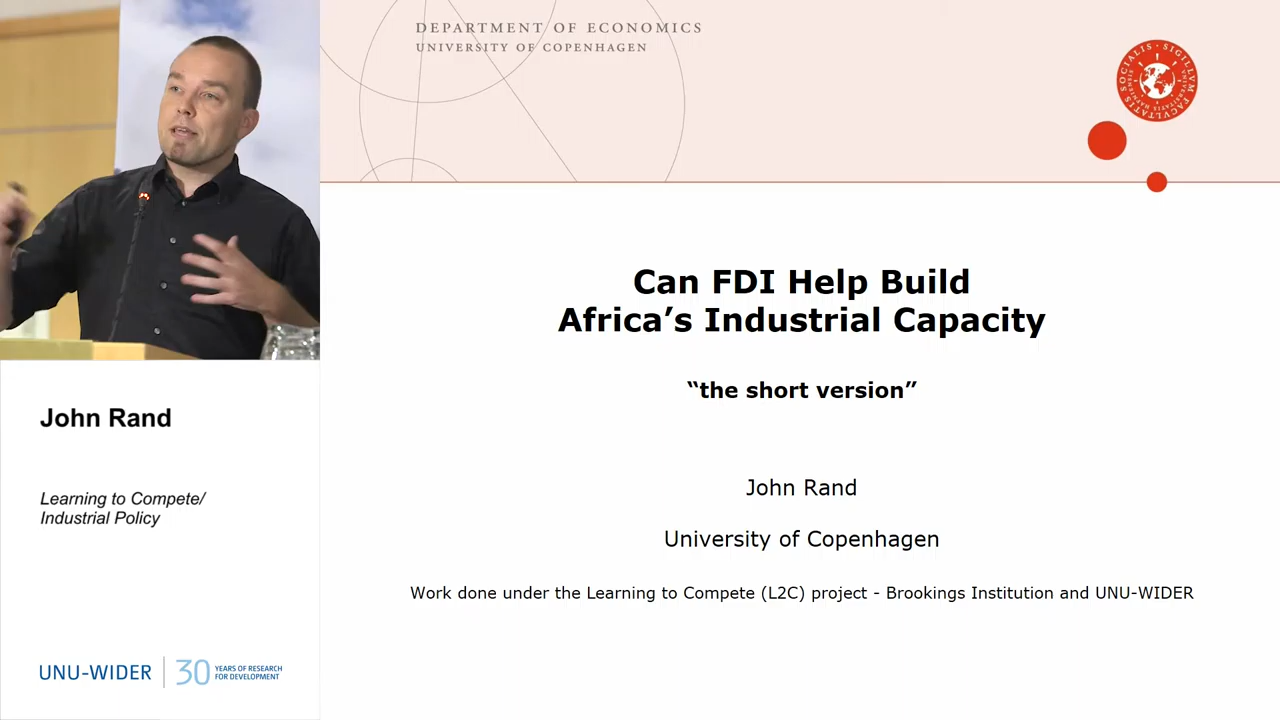 DEPARTMENT OF ECONOMICS
UNIVERSITY OF COPENHAGEN
Can FDI Help Build
Africa’s Industrial Capacity
“the short version”
John Rand
University of Copenhagen
Work done under the Learning to Compete (L2C) project - Brookings Institution and UNU-WIDER
John Rand
Learning to Compete/
Industrial Policy
UNU-WIDER
30 YEARS OF RESEARCH
FOR DEVELOPMENT